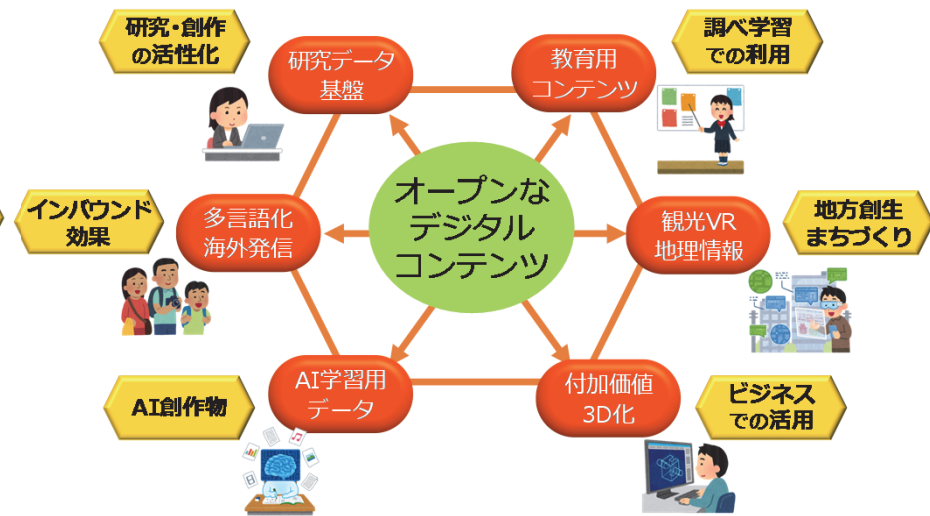 研究・創作
の活性化
研究データ
基盤
教育用
コンテンツ
調べ学習
での利用
インバウンド
効果
多言語化
海外発信
オープンな
デジタル
コンテンツ
観光VR
地理情報
地方創生
まちづくり
AI創作物
AI学習用
データ
付加価値
3D化
ビジネス
での活用